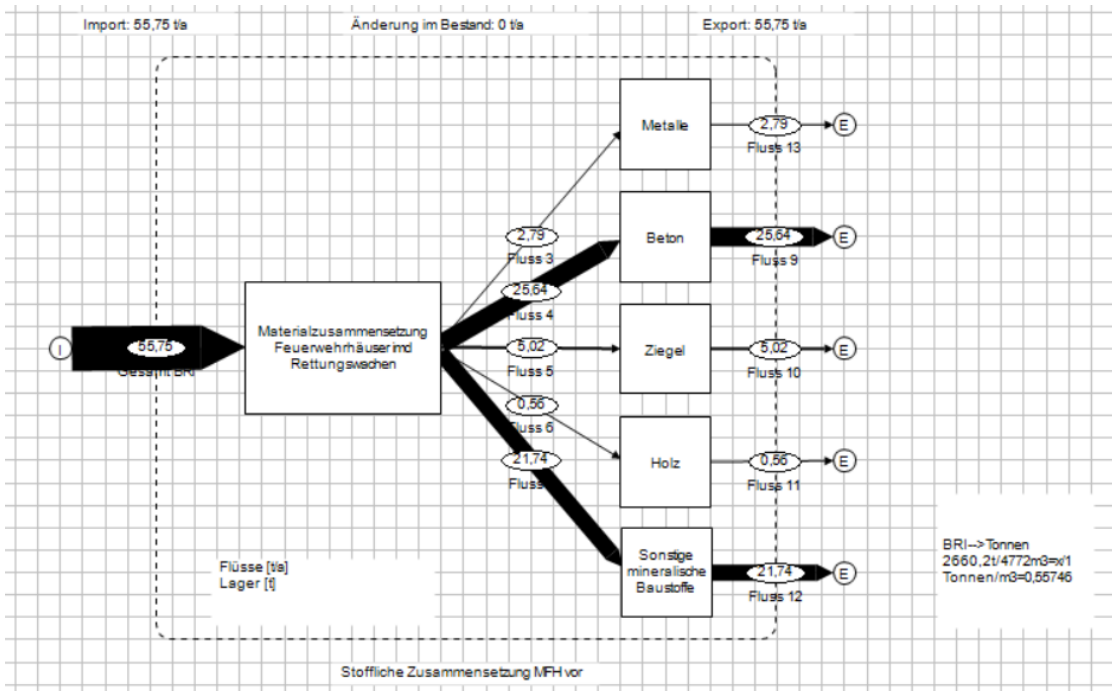 Import: 55,75 t/a
Änderung im Bestand: 0 t/a
Export: 55,75 t/a
Metalle
2,79
E
Fluss 13
2,79
Fluss 3
Beton
25,64
E
Fluss 9
25,64
Fluss 4
I
55,75
Gesamt BRI
Materialzusammensetzung
Feuerwehrhäuserimd
Rettungswachen
5,02
Fluss 5
Ziegel
5,02
E
Fluss 10
0,56
Fluss 6
Holz
0,56
E
Fluss 11
21,74
Fluss
Sonstige
mineralische
Baustoffe
21,74
E
Fluss 12
Flüsse [t/a]
Lager [t]
BRI-->Tonnen
2660,2t/4772m3=x/1
Tonnen/m3=0,55746
Stoffliche Zusammensetzung MFH vor